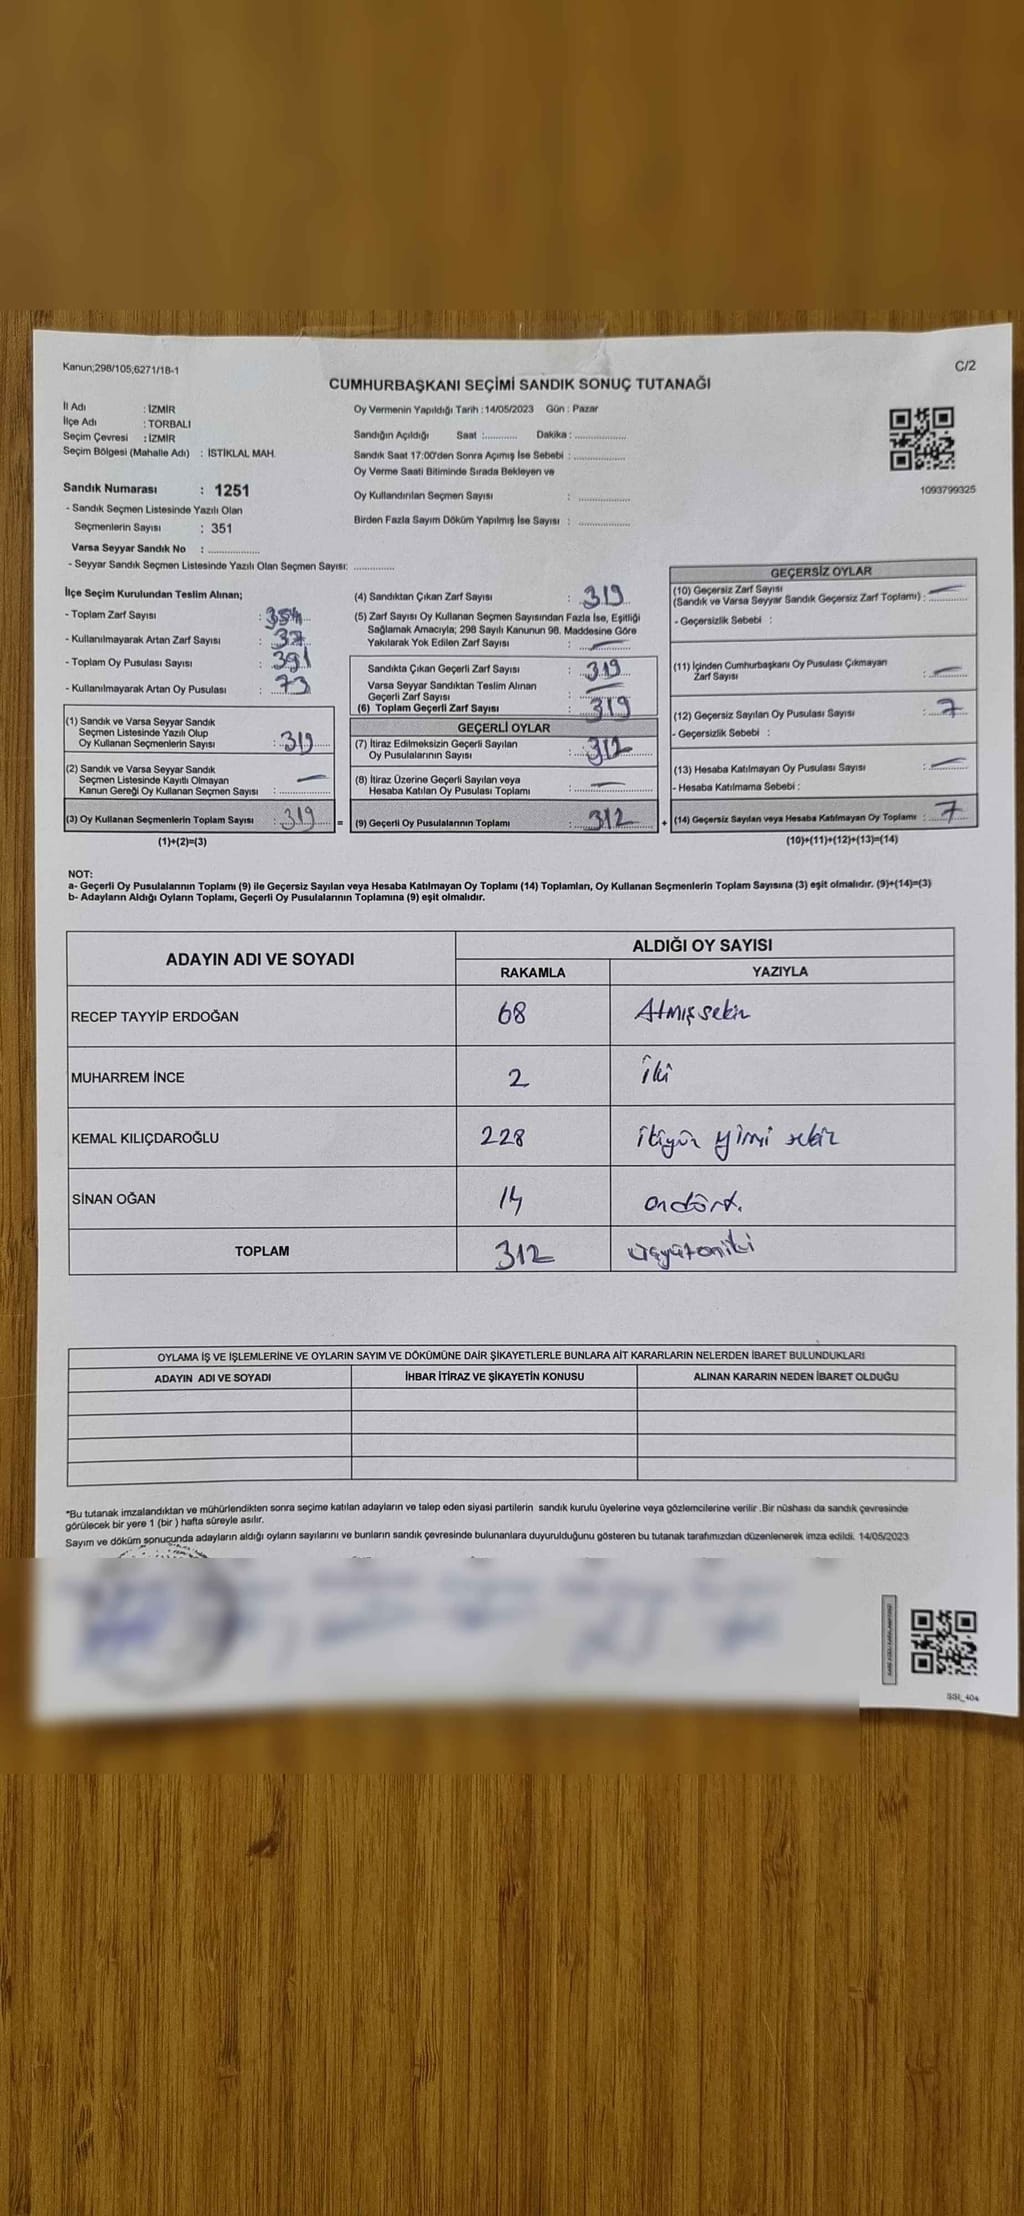 Kanun;298/105;6271/18-1
C/2
CUMHURBAŞKANI SEÇİMİ SANDIK SONUÇ TUTANAĞI
İl Adı : İZMİR
İlçe Adı : TORBALI
Seçim Çevresi : İZMİR
Seçim Bölgesi (Mahalle Adı) : İSTİKLAL MAH.
Oy Vermenin Yapıldığı Tarih : 14/05/2023 Gün : Pazar
Sandığın Açıldığı Saat :............ Dakika : ..................
Sandık Saat 17:00'den Sonra Açımış İse Sebebi : ..................
Oy Verme Saati Bitiminde Sırada Bekleyen ve
Oy Kullandırılan Seçmen Sayısı : ..................
Birden Fazla Sayım Döküm Yapılmış İse Sayısı : ..................
1093799325
Sandık Numarası : 1251
- Sandık Seçmen Listesinde Yazılı Olan
Seçmenlerin Sayısı : 351
Varsa Seyyar Sandık No : ..................
- Seyyar Sandık Seçmen Listesinde Yazılı Olan Seçmen Sayısı: ..............
İlçe Seçim Kurulundan Teslim Alınan;
- Toplam Zarf Sayısı :
- Kullanılmayarak Artan Zarf Sayısı : 37
- Toplam Oy Pusulası Sayısı : 391
- Kullanılmayarak Artan Oy Pusulası : 73
(1) Sandık ve Varsa Seyyar Sandık
Seçmen Listesinde Yazılı Olup
Oy Kullanan Seçmenlerin Sayısı : 319
(2) Sandık ve Varsa Seyyar Sandık
Seçmen Listesinde Kayıtlı Olmayan
Kanun Gereği Oy Kullanan Seçmen Sayısı : —
(3) Oy Kullanan Seçmenlerin Toplam Sayısı : 319 =
(1)+(2)=(3)
(4) Sandıktan Çıkan Zarf Sayısı : 319
(5) Zarf Sayısı Oy Kullanan Seçmen Sayısından Fazla İse, Eşitliği
Sağlamak Amacıyla; 298 Sayılı Kanunun 98. Maddesine Göre
Yakılarak Yok Edilen Zarf Sayısı : —
Sandıkta Çıkan Geçerli Zarf Sayısı : 319
Varsa Seyyar Sandıktan Teslim Alınan
Geçerli Zarf Sayısı : —
(6) Toplam Geçerli Zarf Sayısı : 319
GEÇERLİ OYLAR
(7) İtiraz Edilmeksizin Geçerli Sayılan
Oy Pusulalarının Sayısı : 312
(8) İtiraz Üzerine Geçerli Sayılan veya
Hesaba Katılan Oy Pusulası Toplamı : —
(9) Geçerli Oy Pusulalarının Toplamı : 312 +
GEÇERSİZ OYLAR
(10) Geçersiz Zarf Sayısı
(Sandık ve Varsa Seyyar Sandık Geçersiz Zarf Toplamı) : —
- Geçersizlik Sebebi :
(11) İçinden Cumhurbaşkanı Oy Pusulası Çıkmayan
Zarf Sayısı : —
(12) Geçersiz Sayılan Oy Pusulası Sayısı : 7
- Geçersizlik Sebebi :
(13) Hesaba Katılmayan Oy Pusulası Sayısı : —
- Hesaba Katılmama Sebebi :
(14) Geçersiz Sayılan veya Hesaba Katılmayan Oy Toplamı : 7
(10)+(11)+(12)+(13)=(14)
NOT:
a- Geçerli Oy Pusulalarının Toplamı (9) ile Geçersiz Sayılan veya Hesaba Katılmayan Oy Toplamı (14) Toplamları, Oy Kullanan Seçmenlerin Toplam Sayısına (3) eşit olmalıdır. (9)+(14)=(3)
b- Adayların Aldığı Oyların Toplamı, Geçerli Oy Pusulalarının Toplamına (9) eşit olmalıdır.
ADAYIN ADI VE SOYADI
ALDIĞI OY SAYISI
RAKAMLA YAZIYLA
RECEP TAYYİP ERDOĞAN 68 Atmışsekiz
MUHARREM İNCE 2 İki
KEMAL KILIÇDAROĞLU 228 ikiyüz yirmi sekiz
SİNAN OĞAN 14 ondört.
TOPLAM 312 üçyüzoniki
OYLAMA İŞ VE İŞLEMLERİNE VE OYLARIN SAYIM VE DÖKÜMÜNE DAİR ŞİKAYETLERLE BUNLARA AİT KARARLARIN NELERDEN İBARET BULUNDUKLARI
ADAYIN ADI VE SOYADI İHBAR İTİRAZ VE ŞİKAYETİN KONUSU ALINAN KARARIN NEDEN İBARET OLDUĞU
*Bu tutanak imzalandıktan ve mühürlendikten sonra seçime katılan adayların ve talep eden siyasi partilerin sandık kurulu üyelerine veya gözlemcilerine verilir .Bir nüshası da sandık çevresinde
görülecek bir yere 1 (bir ) hafta süreyle asılır.
Sayım ve döküm sonucunda adayların aldığı oyların sayılarını ve bunların sandık çevresinde bulunanlara duyurulduğunu gösteren bu tutanak tarafımızdan düzenlenerek imza edildi. 14/05/2023
SSI_404